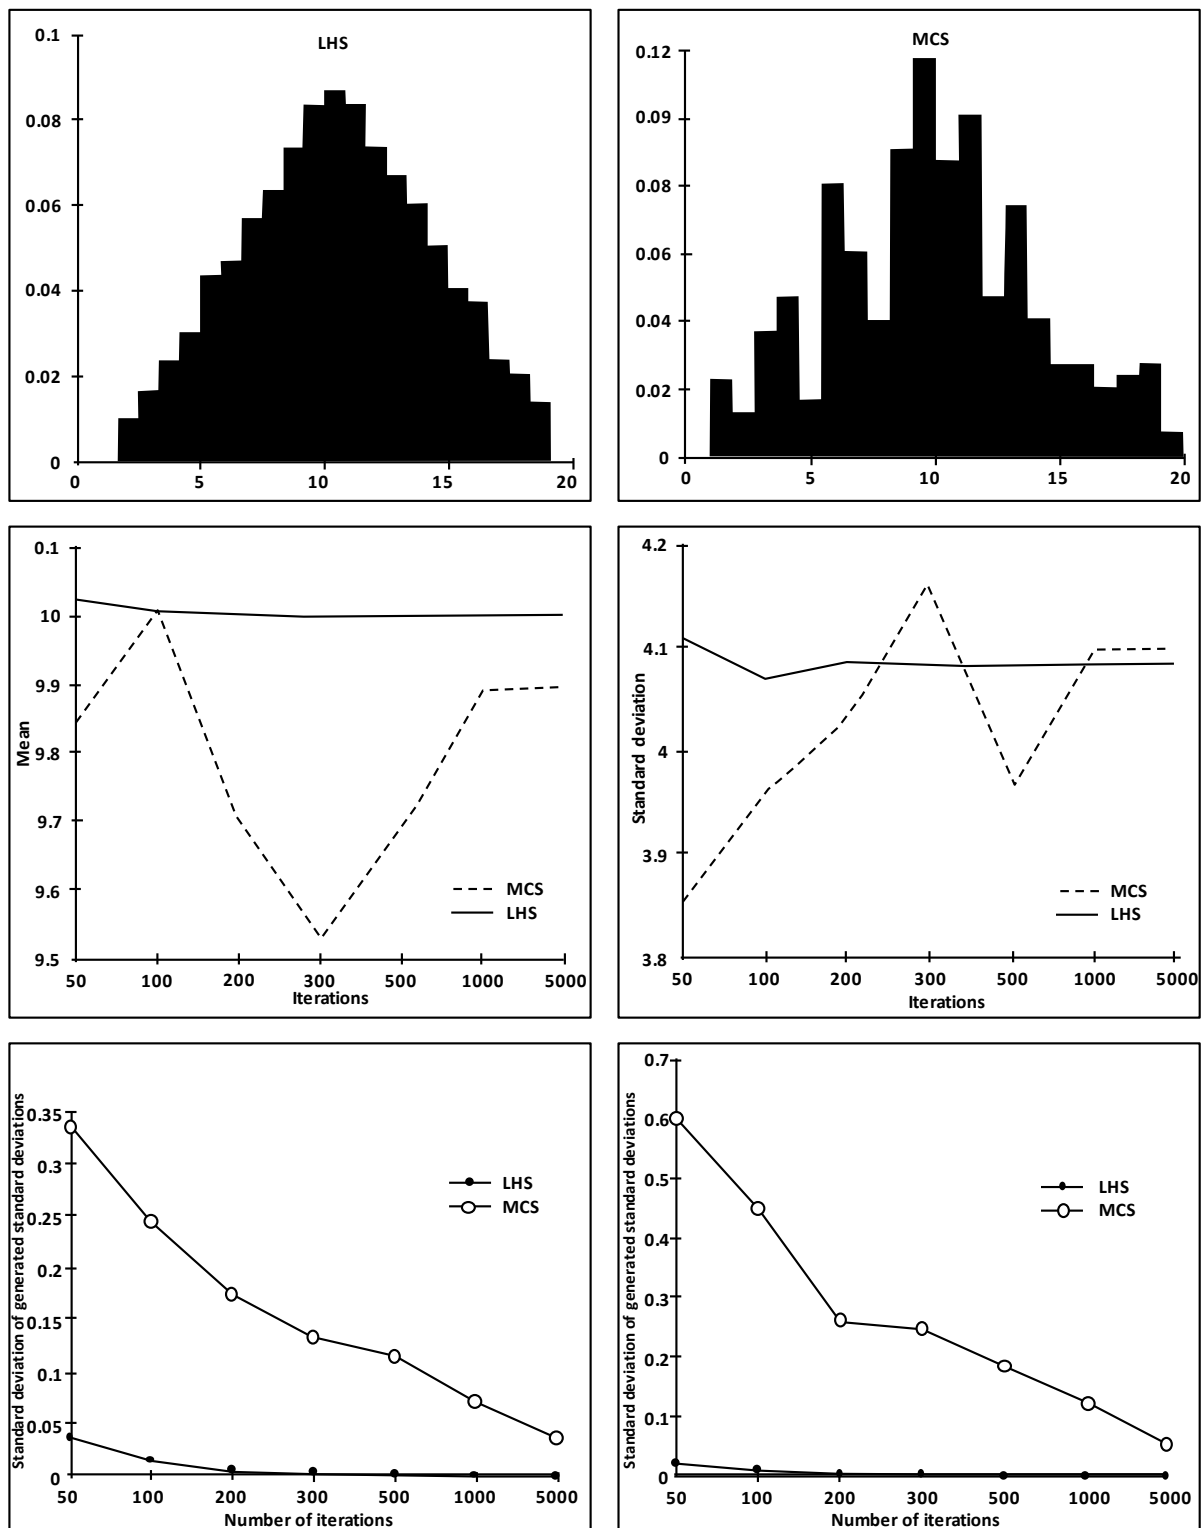 LHS
0.1
0.08
0.06
0.04
0.02
0
0 5 10 15 20
MCS
0.12
0.09
0.08
0.06
0.04
0.02
0
0 5 10 15 20
Mean
0.1
10
9.9
9.8
9.7
9.6
9.5
MCS
LHS
50 100 200 300 500 1000 5000
Iterations
Standard deviation
4.2
4.1
4
3.9
3.8
MCS
LHS
50 100 200 300 500 1000 5000
Iterations
Standard deviation of generated standard deviations
0.35
0.3
0.25
0.2
0.15
0.1
0.05
0
LHS
MCS
50 100 200 300 500 1000 5000
Number of iterations
Standard deviation of generated standard deviations
0.7
0.6
0.5
0.4
0.3
0.2
0.1
0
LHS
MCS
50 100 200 300 500 1000 5000
Number of iterations